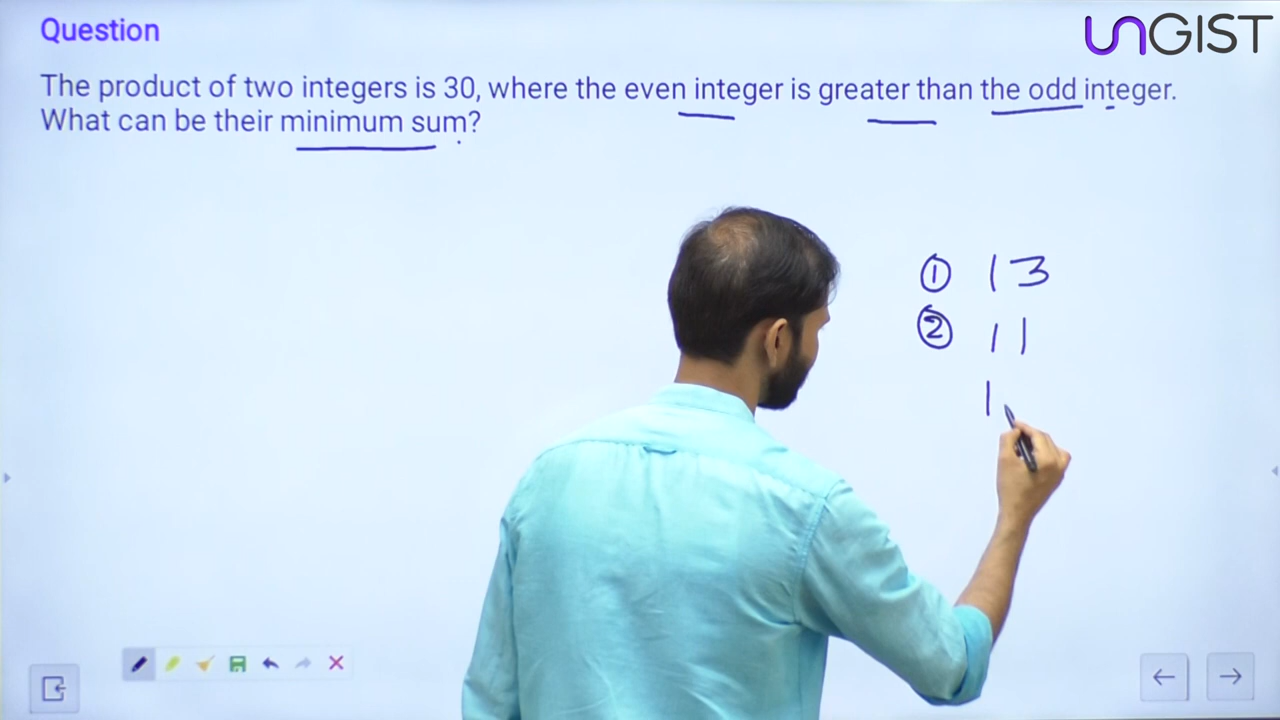 Question
UNGIST
The product of two integers is 30, where the even integer is greater than the odd integer.
What can be their minimum sum?
① 13
② 11
1